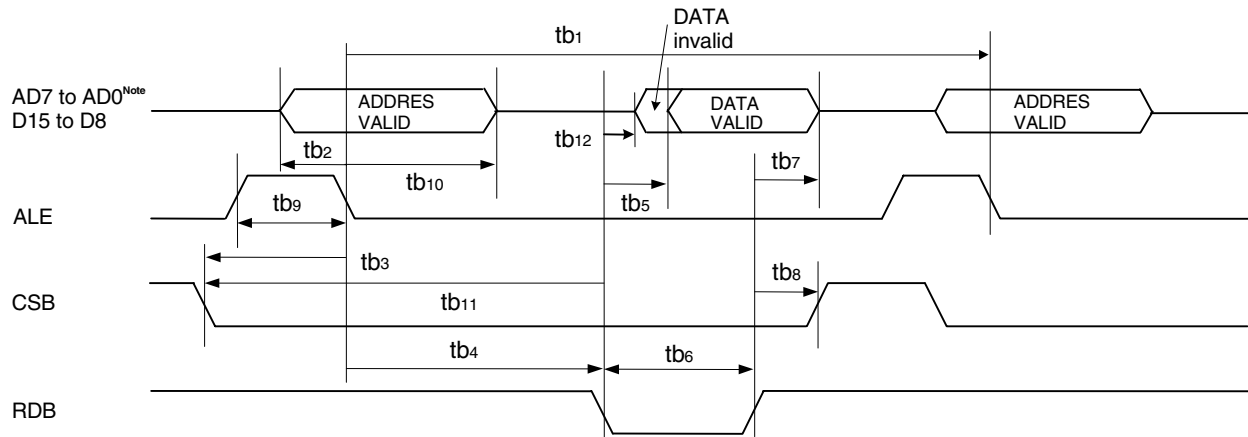 DATA
invalid
tb1
AD7 to AD0Note
D15 to D8
ADDRES
VALID
DATA
VALID
ADDRES
VALID
tb12
tb2
tb10
tb7
tb5
ALE
tb9
tb3
tb8
CSB
tb11
tb4
tb6
RDB